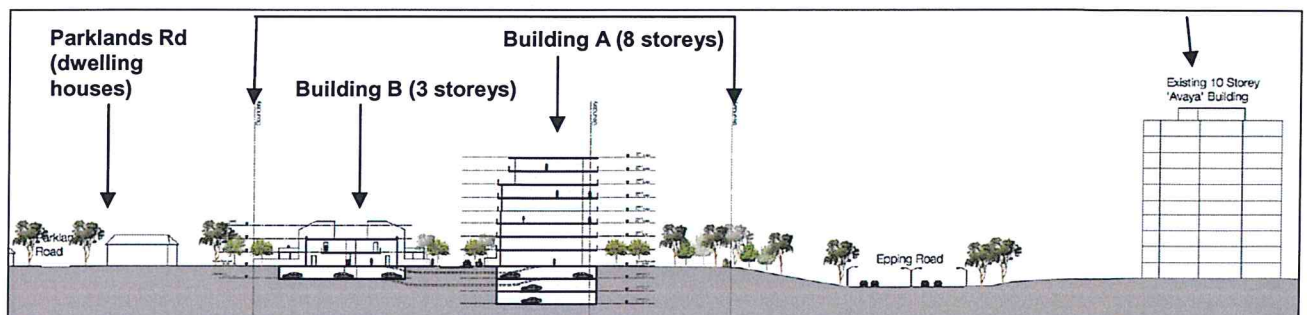 Parklands Rd
(dwelling
houses)
Building B (3 storeys)
Building A (8 storeys)
Existing 10 Storey
'Avaya' Building
Road
Epping Road